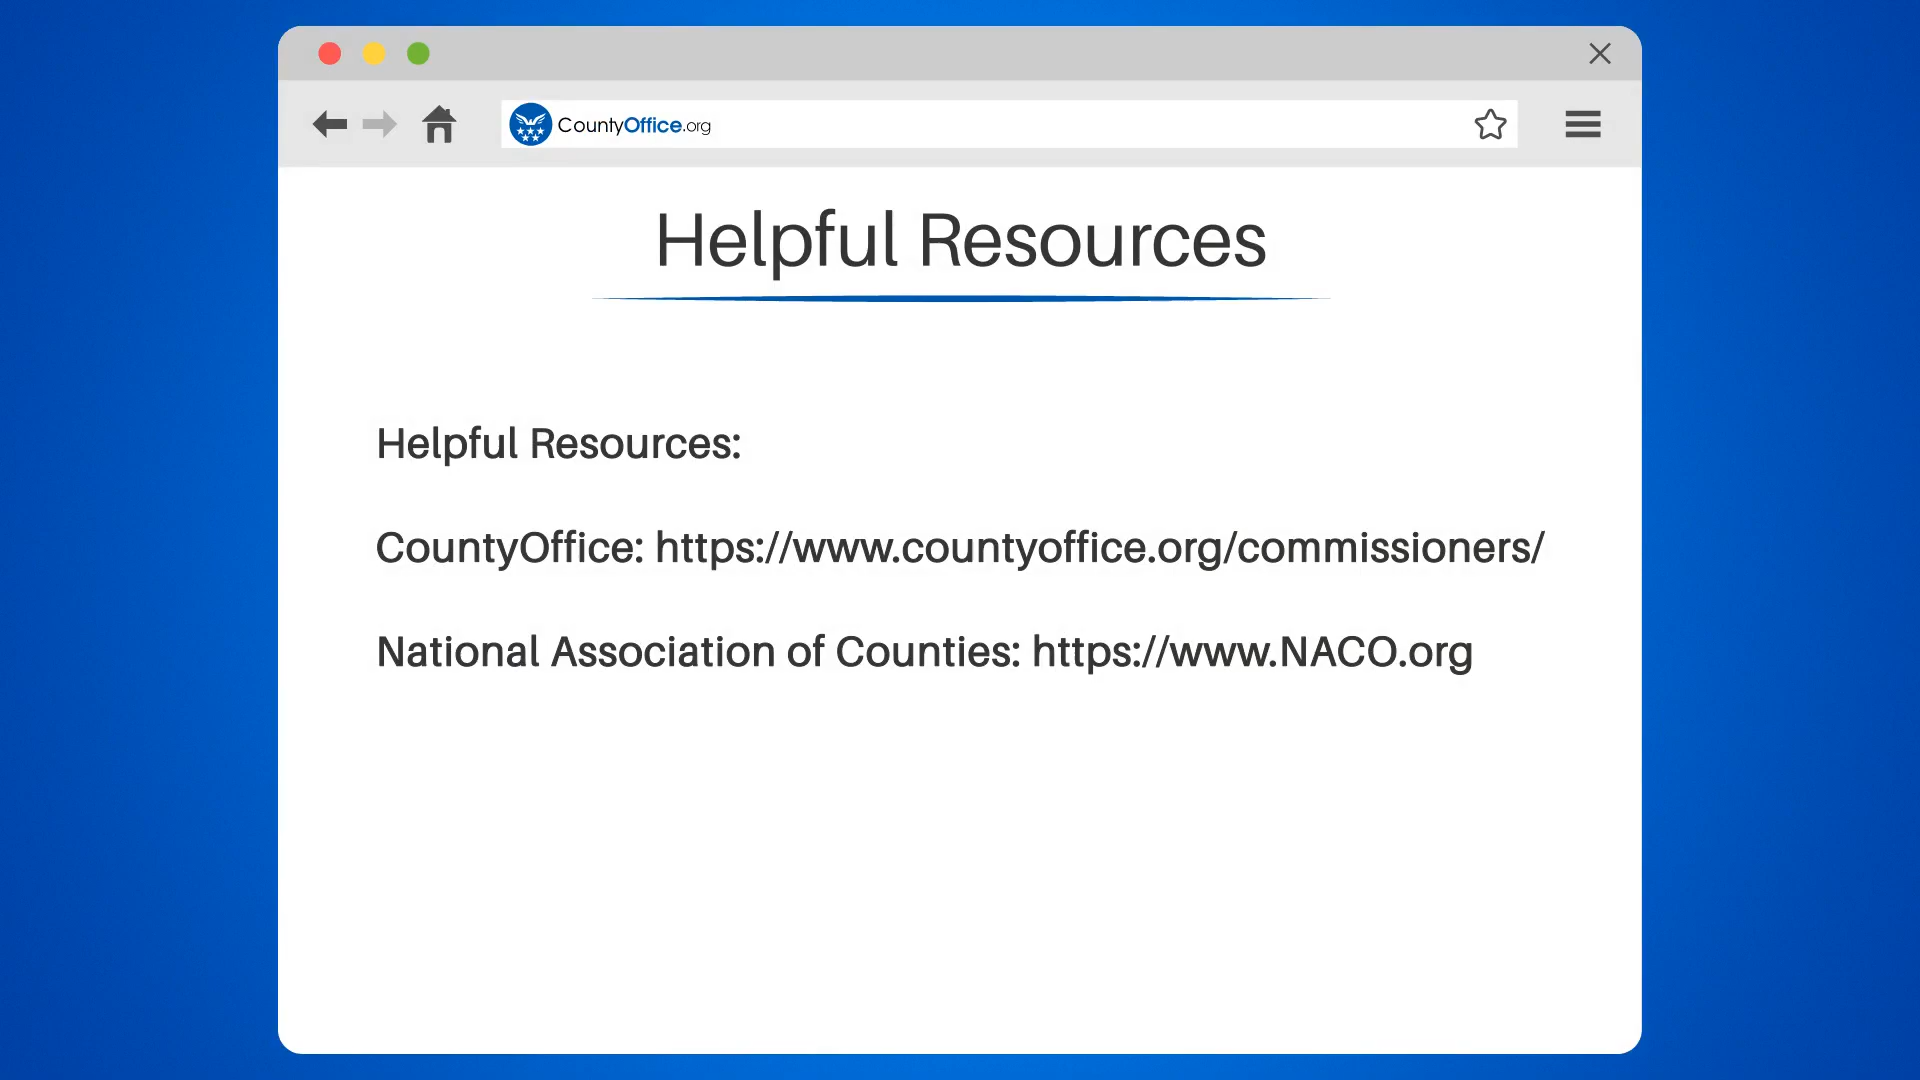 CountyOffice.org
Helpful Resources
Helpful Resources:
CountyOffice: https://www.countyoffice.org/commissioners/
National Association of Counties: https://www.NACO.org